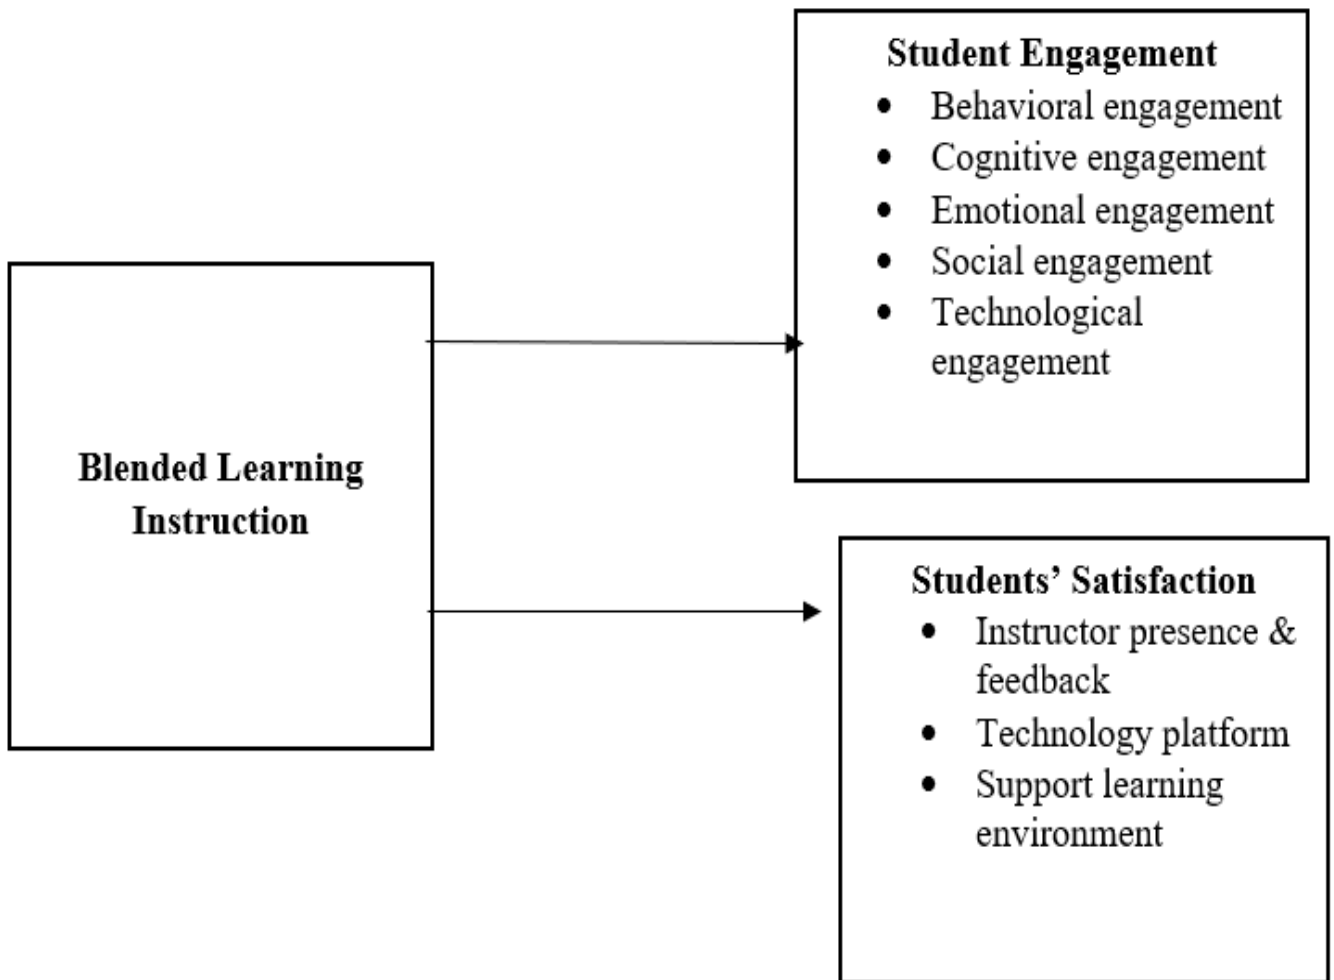 Student Engagement
• Behavioral engagement
• Cognitive engagement
• Emotional engagement
• Social engagement
• Technological
engagement
Blended Learning
Instruction
Students’ Satisfaction
• Instructor presence &
feedback
• Technology platform
• Support learning
environment